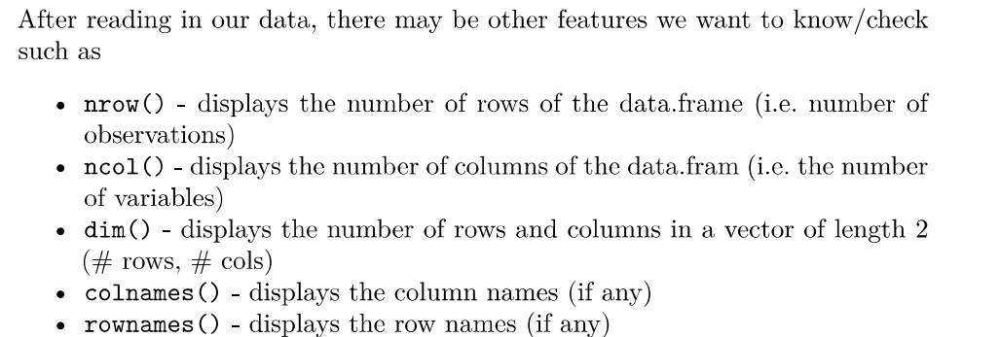 After reading in our data, there may be other features we want to know/check
such as
• nrow() - displays the number of rows of the data.frame (i.e. number of
observations)
• ncol() - displays the number of columns of the data.fram (i.e. the number
of variables)
• dim() - displays the number of rows and columns in a vector of length 2
(# rows, # cols)
• colnames() - displays the column names (if any)
• rownames() - displays the row names (if any)